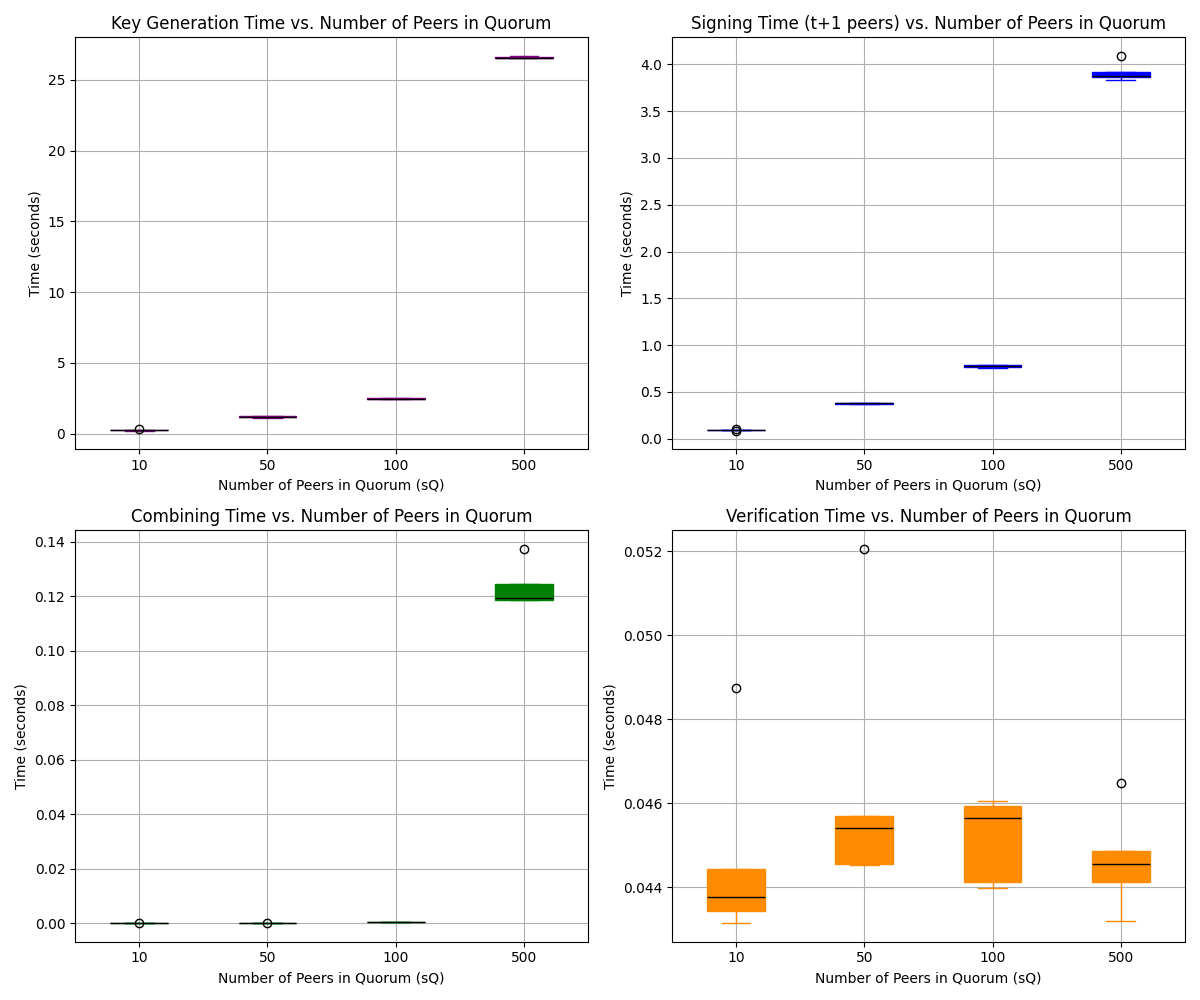 Key Generation Time vs. Number of Peers in Quorum
Time (seconds)
25
20
15
10
5
0
10 50 100 500
Number of Peers in Quorum (sQ)
Signing Time (t+1 peers) vs. Number of Peers in Quorum
Time (seconds)
4.0
3.5
3.0
2.5
2.0
1.5
1.0
0.5
0.0
10 50 100 500
Number of Peers in Quorum (sQ)
Combining Time vs. Number of Peers in Quorum
Time (seconds)
0.14
0.12
0.10
0.08
0.06
0.04
0.02
0.00
10 50 100 500
Number of Peers in Quorum (sQ)
Verification Time vs. Number of Peers in Quorum
Time (seconds)
0.052
0.050
0.048
0.046
0.044
10 50 100 500
Number of Peers in Quorum (sQ)